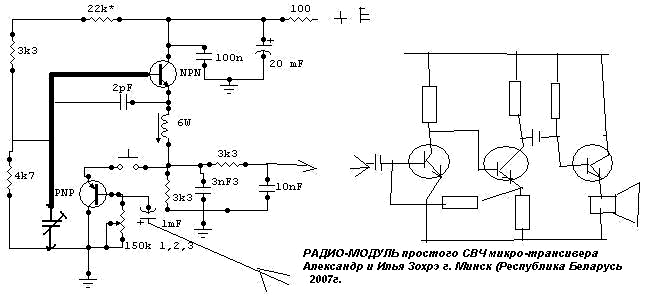 22k*
100
+ E
3k3
100n
20 mF
NPN
2pF
6W
3k3
4k7
PNP
3k3
3nF3
10nF
1mF
150k 1,2,3
РАДИО-МОДУЛЬ простого СВЧ микро-трансивера
Александр и Илья Зохрэ г. Минск (Республика Беларусь
2007г.